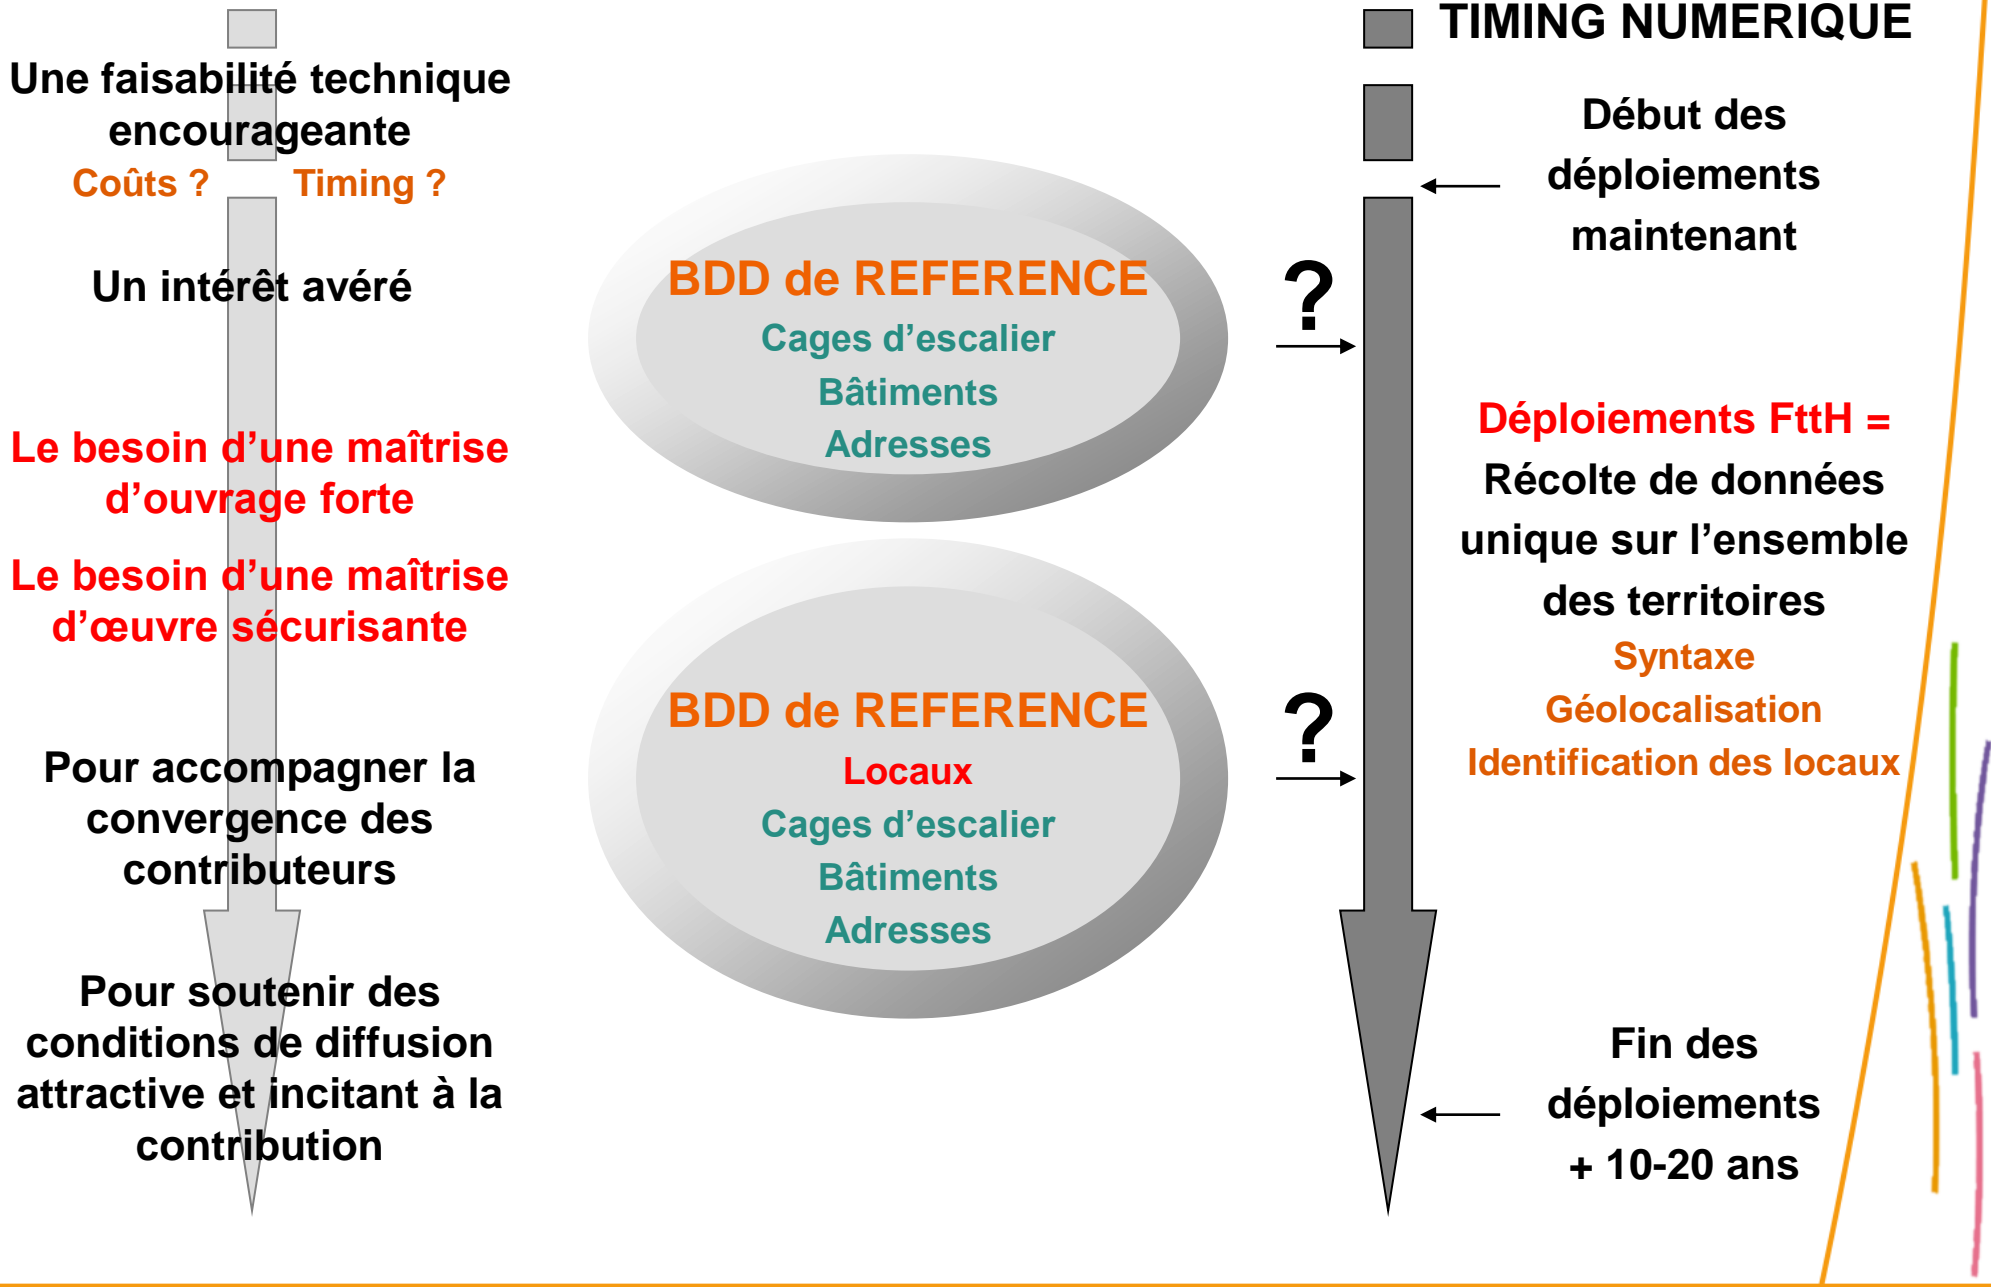 Une faisabilité technique
encourageante
Coûts ? Timing ?
Un intérêt avéré
Le besoin d’une maîtrise
d’ouvrage forte
Le besoin d’une maîtrise
d’œuvre sécurisante
Pour accompagner la
convergence des
contributeurs
Pour soutenir des
conditions de diffusion
attractive et incitant à la
contribution
BDD de REFERENCE
Cages d’escalier
Bâtiments
Adresses
?
BDD de REFERENCE
Locaux
Cages d’escalier
Bâtiments
Adresses
?
TIMING NUMERIQUE
Début des
déploiements
maintenant
Déploiements FttH =
Récolte de données
unique sur l’ensemble
des territoires
Syntaxe
Géolocalisation
Identification des locaux
Fin des
déploiements
+ 10-20 ans